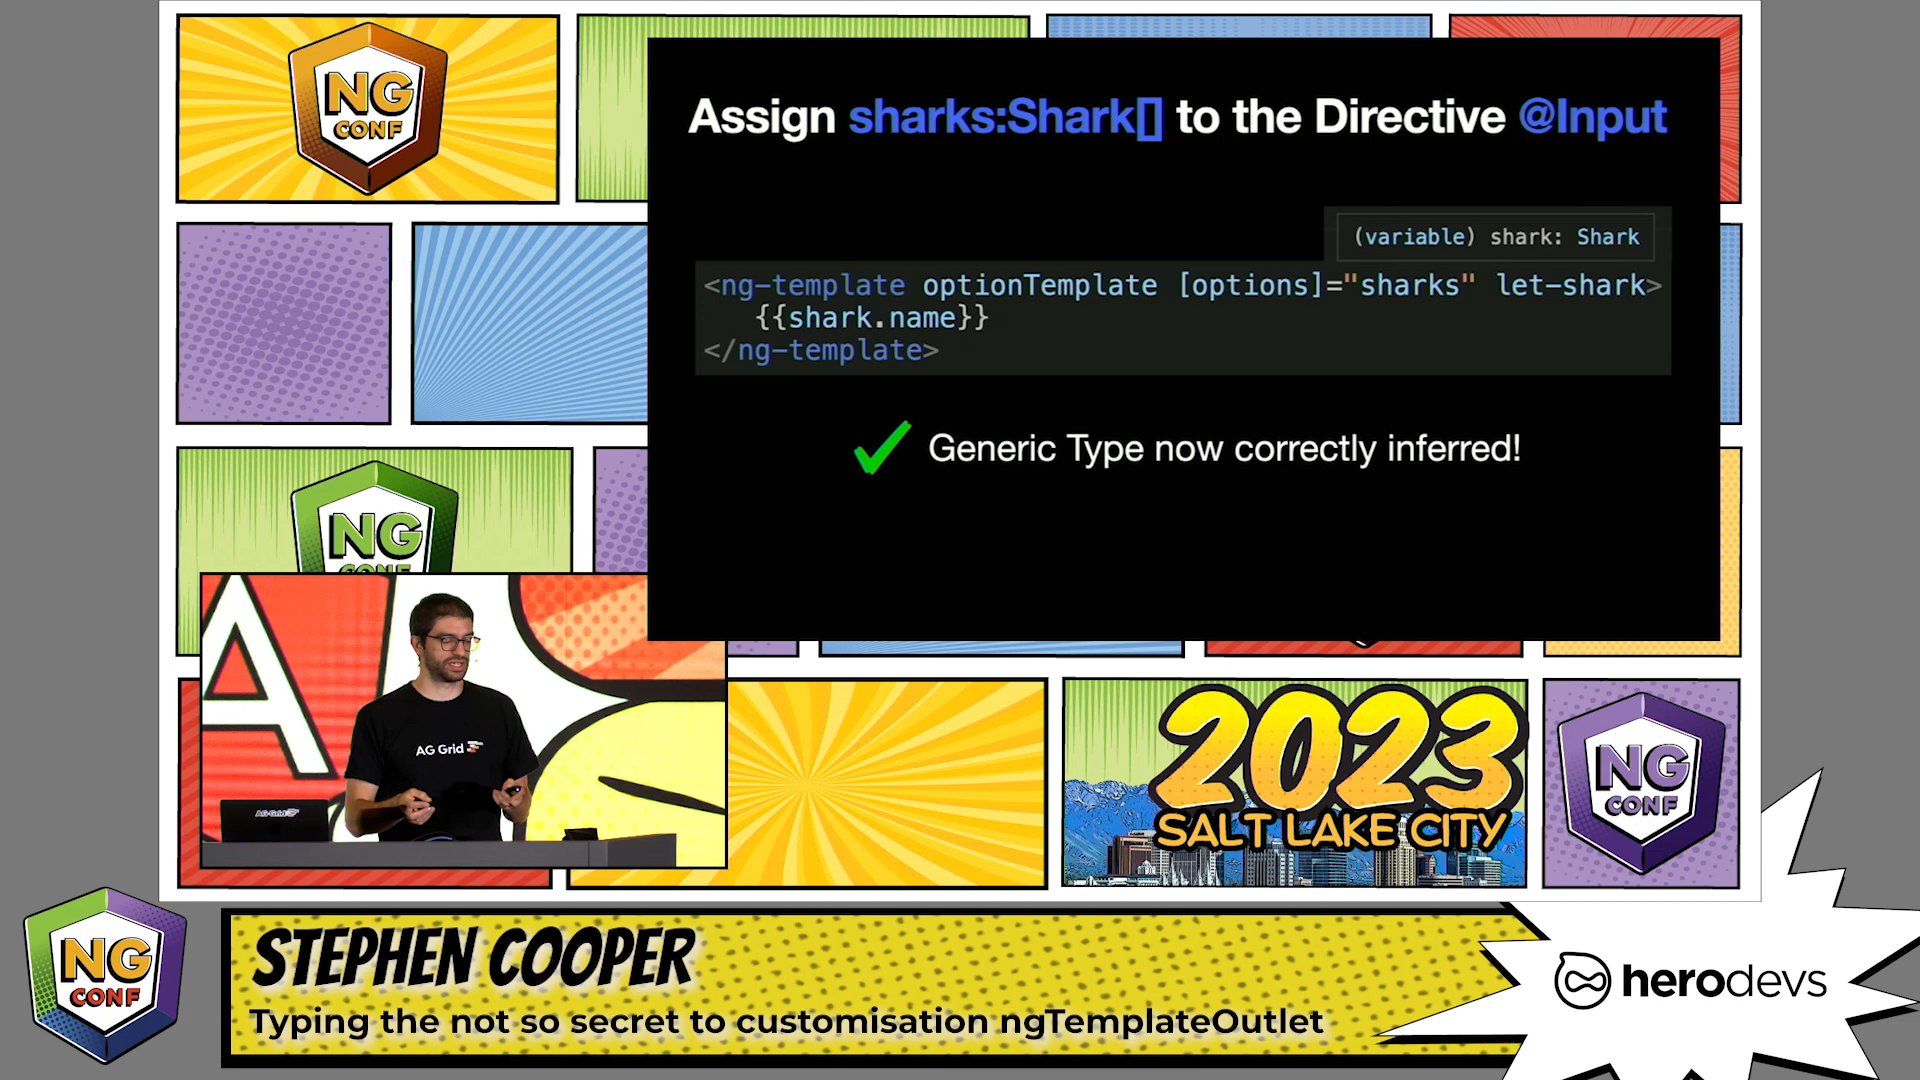 NG
CONF
Assign sharks:Shark[] to the Directive @Input
(variable) shark: Shark
<ng-template optionTemplate [options]="sharks" let-shark>
{{shark.name}}
</ng-template>
Generic Type now correctly inferred!
NG
CONF
A
AG Grid
AG Grid
2023
SALT LAKE CITY
NG
CONF
NG
CONF
STEPHEN COOPER
Typing the not so secret to customisation ngTemplateOutlet
herodevs